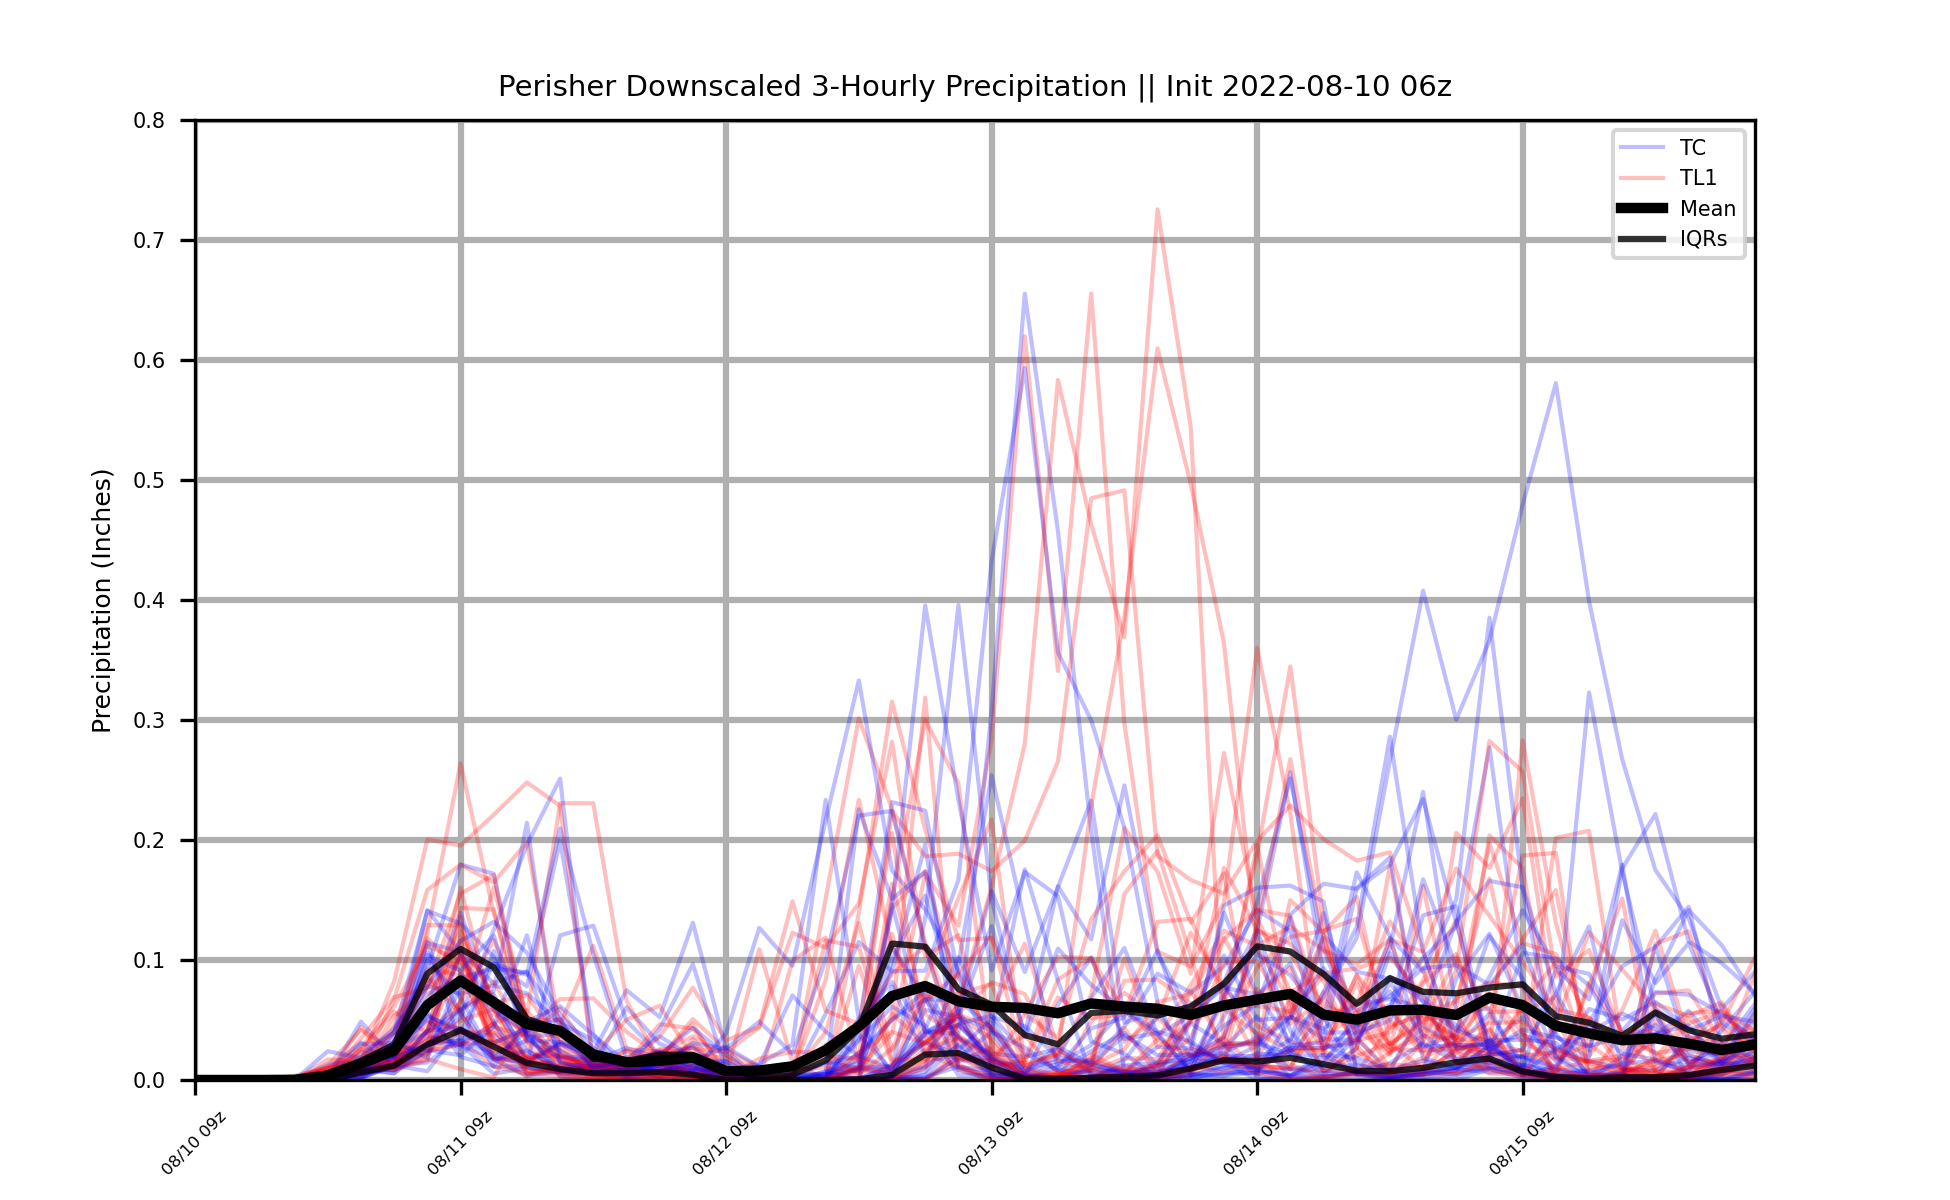 Perisher Downscaled 3-Hourly Precipitation || Init 2022-08-10 06z
0.8
0.7
0.6
0.5
0.4
0.3
0.2
0.1
0.0
Precipitation (Inches)
TC
TL1
Mean
IQRs
08/10 09z
08/11 09z
08/12 09z
08/13 09z
08/14 09z
08/15 09z